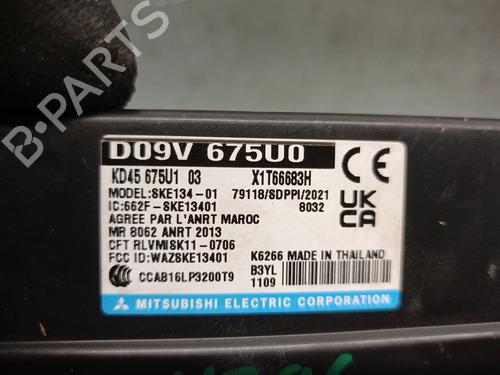 B-PARTS
D09V 675U0
KD45 675U1 03 X1T66683H
MODEL:SKE134-01 79118/SDPPI/2021
IC:662F-SKE13401 8032
AGREE PAR L'ANRT MAROC
MR 8062 ANRT 2013
CFT RLVMISK11-0706
FCC ID:WAZSKE13401
K6266 MADE IN THAILAND
CCAB16LP3200T9
B3YL
1109
CE
UK
CA
MITSUBISHI ELECTRIC CORPORATION